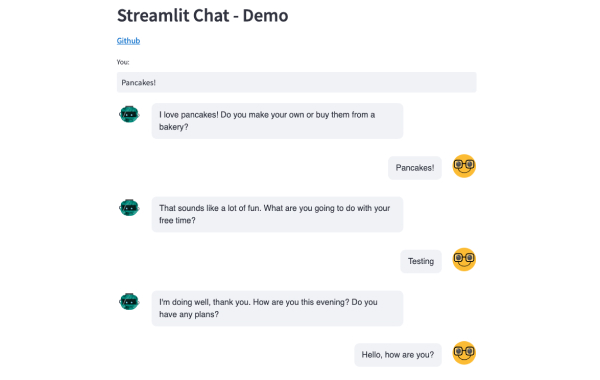 Streamlit Chat - Demo
Github
You:
Pancakes!
I love pancakes! Do you make your own or buy them from a
bakery?
Pancakes!
That sounds like a lot of fun. What are you going to do with your
free time?
Testing
I'm doing well, thank you. How are you this evening? Do you
have any plans?
Hello, how are you?